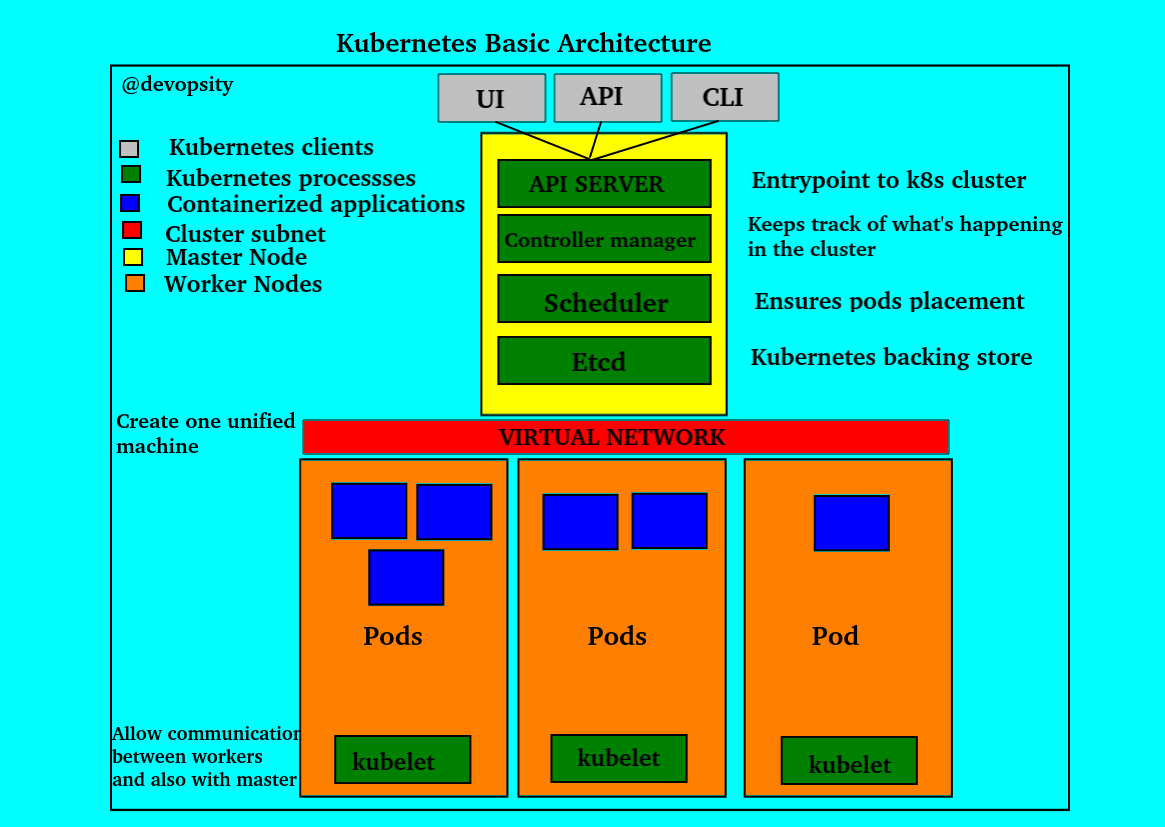 Kubernetes Basic Architecture
@devopsity
UI
API
CLI
Kubernetes clients
Kubernetes processses
Containerized applications
Cluster subnet
Master Node
Worker Nodes
API SERVER
Entrypoint to k8s cluster
Controller manager
Keeps track of what's happening
in the cluster
Scheduler
Ensures pods placement
Etcd
Kubernetes backing store
Create one unified
machine
VIRTUAL NETWORK
Pods
Pods
Pod
Allow communication
between workers
and also with master
kubelet
kubelet
kubelet